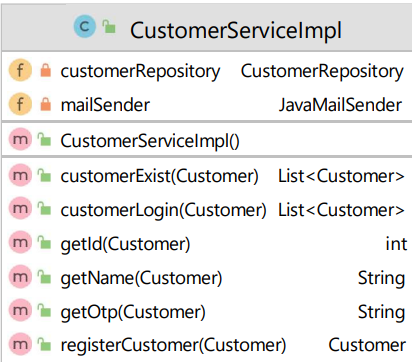 C CustomerServiceImpl
f customerRepository CustomerRepository
f mailSender JavaMailSender
m CustomerServiceImpl()
m customerExist(Customer) List<Customer>
m customerLogin(Customer) List<Customer>
m getId(Customer) int
m getName(Customer) String
m getOtp(Customer) String
m registerCustomer(Customer) Customer